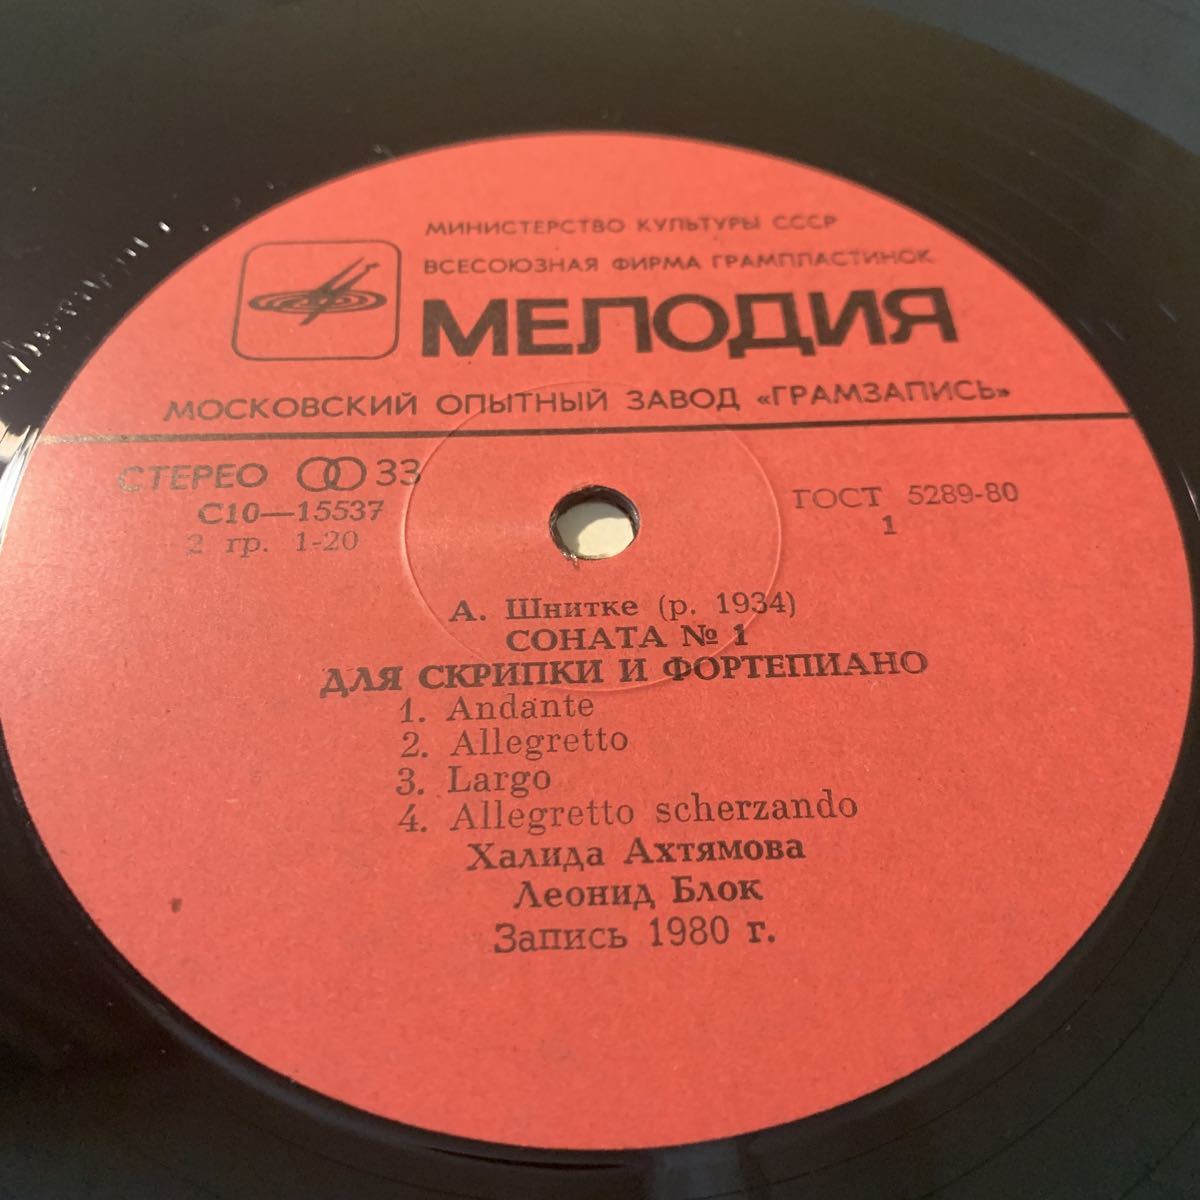 МИНИСТЕРСТВО КУЛЬТУРЫ СССР
ВСЕСОЮЗНАЯ ФИРМА ГРАМПЛАСТИНОК
МЕЛОДИЯ
МОСКОВСКИЙ ОПЫТНЫЙ ЗАВОД «ГРАМЗАПИСЬ»
СТЕРЕО 33
С10—15537
2 гр. 1-20
ГОСТ 5289-80
1
А. Шнитке (р. 1934)
СОНАТА № 1
ДЛЯ СКРИПКИ И ФОРТЕПИАНО
1. Andante
2. Allegretto
3. Largo
4. Allegretto scherzando
Халида Ахтямова
Леонид Блок
Запись 1980 г.